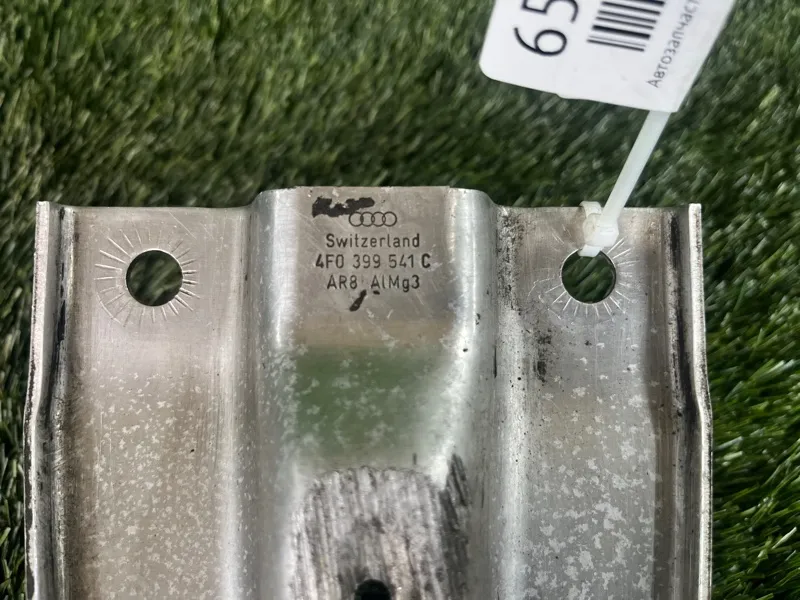 65
Автозапчаст
Switzerland
4F0 399 541 C
AR8 AlMg3